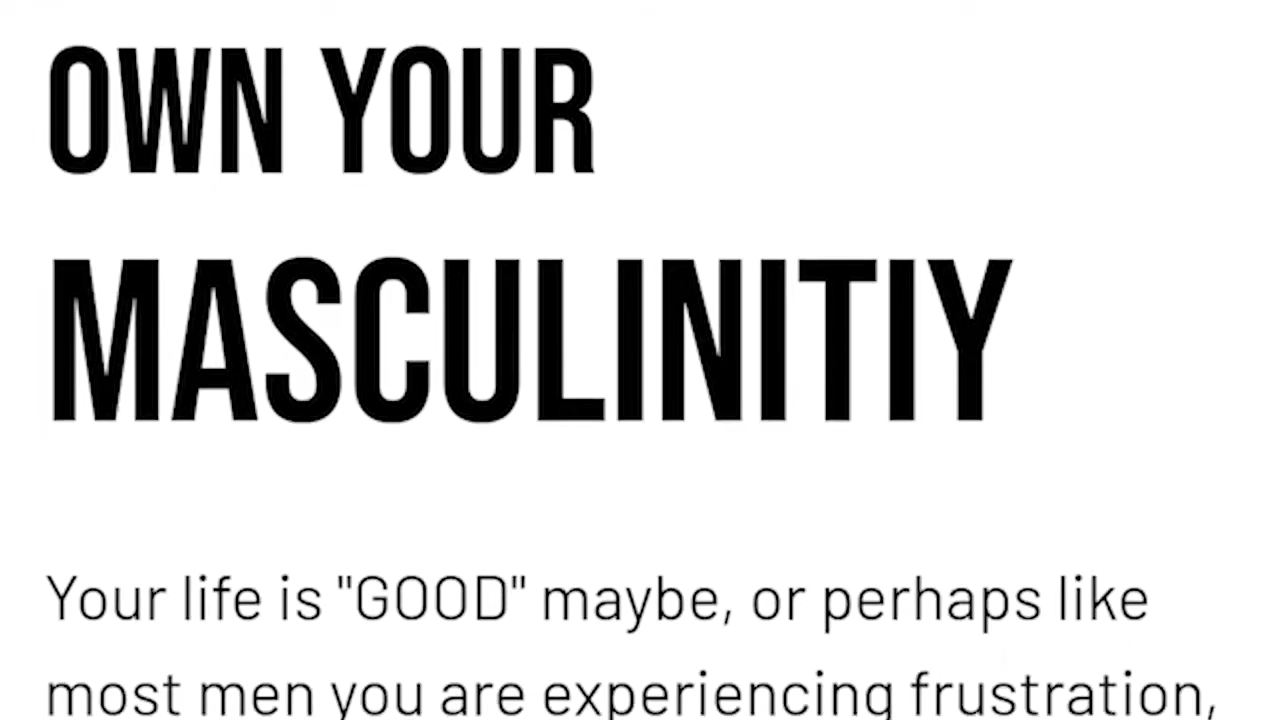 OWN YOUR
MASCULINITIY
Your life is "GOOD" maybe, or perhaps like
most men you are experiencing frustration,